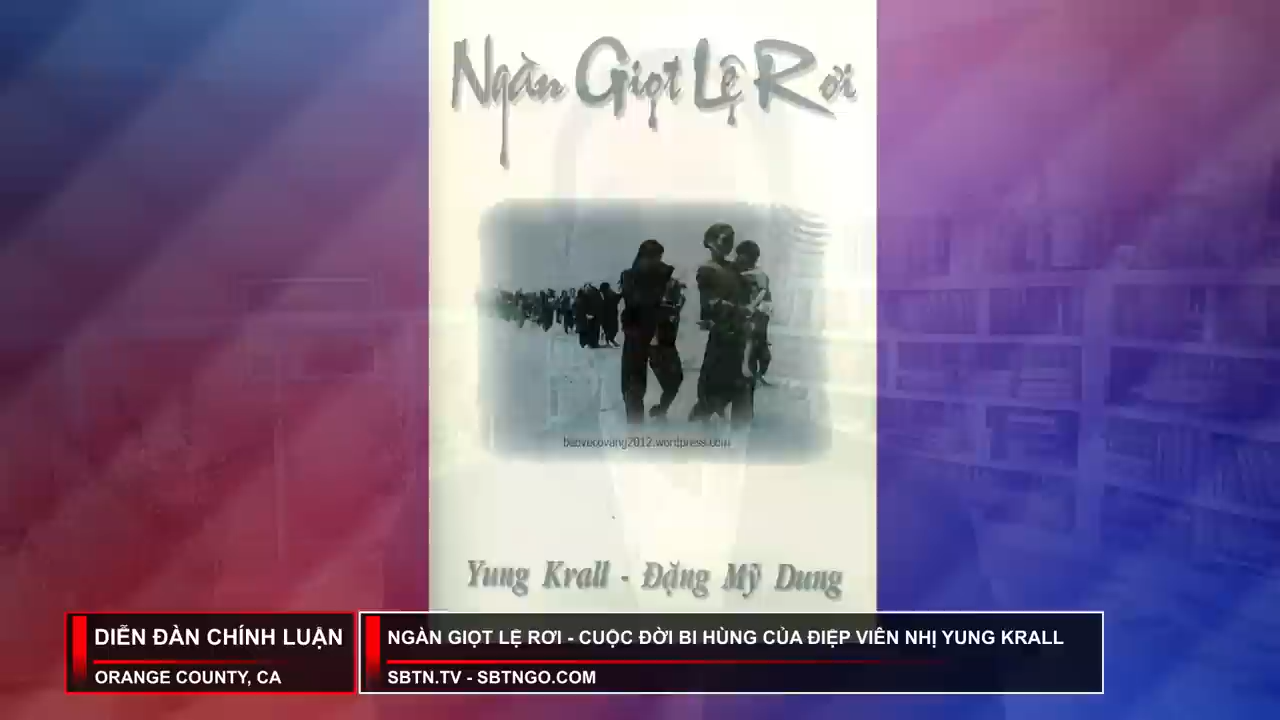 Ngàn Giọt Lệ Rơi
baovecovang2012.wordpress.com
Yung Krall - Đặng Mỹ Dung
DIỄN ĐÀN CHÍNH LUẬN
ORANGE COUNTY, CA
NGÀN GIỌT LỆ RƠI - CUỘC ĐỜI BI HÙNG CỦA ĐIỆP VIÊN NHỊ YUNG KRALL
SBTN.TV - SBTNGO.COM